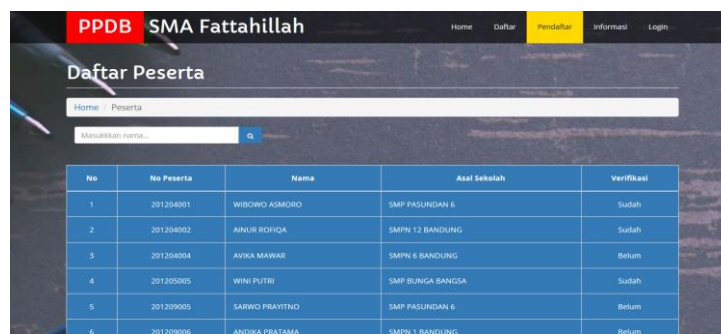 PPDB SMA Fattahillah
Home Daftar Pendaftar Informasi Login
Daftar Peserta
Home / Peserta
Masukkkan nama...
No No Peserta Nama Asal Sekolah Verifikasi
1 201204001 WIBOWO ASMORO SMP PASUNDAN 6 Sudah
2 201204002 AINUR ROFIQA SMPN 12 BANDUNG Sudah
3 201204004 AVIKA MAWAR SMPN 6 BANDUNG Belum
4 201205005 WINI PUTRI SMP BUNGA BANGSA Sudah
5 201209005 SARWO PRAYITNO SMP PASUNDAN 6 Belum
6 201209006 ANDIKA PRATAMA SMPN 1 BANDUNG Belum